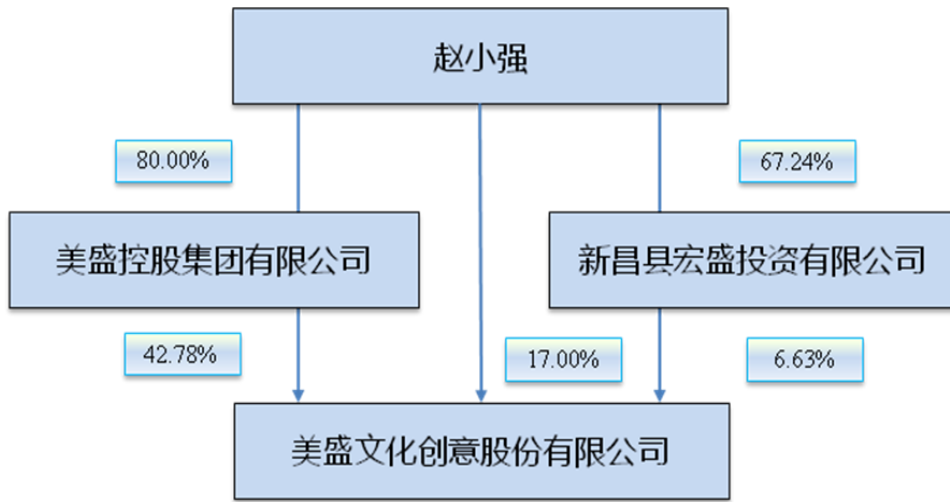 赵小强
80.00%
67.24%
美盛控股集团有限公司
新昌县宏盛投资有限公司
42.78%
17.00%
6.63%
美盛文化创意股份有限公司